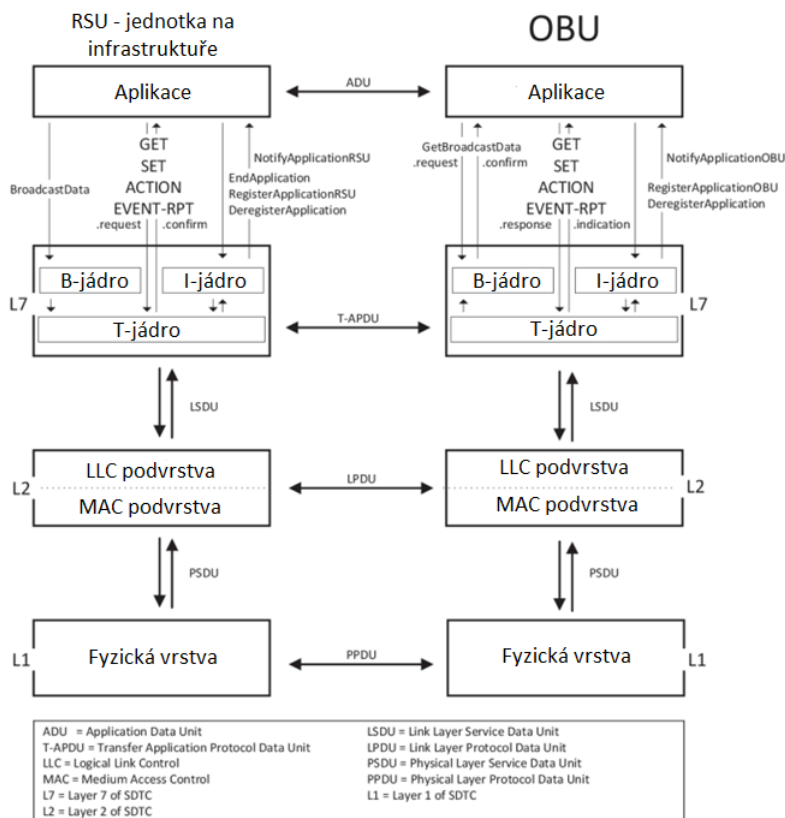 RSU - jednotka na
infrastruktuře
OBU
Aplikace
ADU
Aplikace
BroadcastData
GET
SET
ACTION
EVENT-RPT
.request
.confirm
NotifyApplicationRSU
EndApplication
RegisterApplicationRSU
DeregisterApplication
GetBroadcastData
.request
.confirm
GET
SET
ACTION
EVENT-RPT
.response
.indication
NotifyApplicationOBU
RegisterApplicationOBU
DeregisterApplication
L7
B-jádro
I-jádro
T-jádro
T-APDU
B-jádro
I-jádro
T-jádro
L7
LSDU
LSDU
L2
LLC podvrstva
MAC podvrstva
LPDU
LLC podvrstva
MAC podvrstva
L2
PSDU
PSDU
L1
Fyzická vrstva
PPDU
Fyzická vrstva
L1
ADU = Application Data Unit
T-APDU = Transfer Application Protocol Data Unit
LLC = Logical Link Control
MAC = Medium Access Control
L7 = Layer 7 of SDTC
L2 = Layer 2 of SDTC
LSDU = Link Layer Service Data Unit
LPDU = Link Layer Protocol Data Unit
PSDU = Physical Layer Service Data Unit
PPDU = Physical Layer Protocol Data Unit
L1 = Layer 1 of SDTC